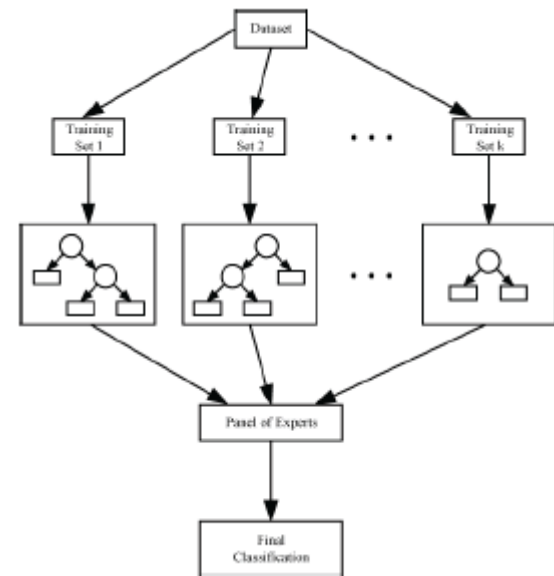 Dataset
Training
Set 1
Training
Set 2
Training
Set k
Panel of Experts
Final
Classification